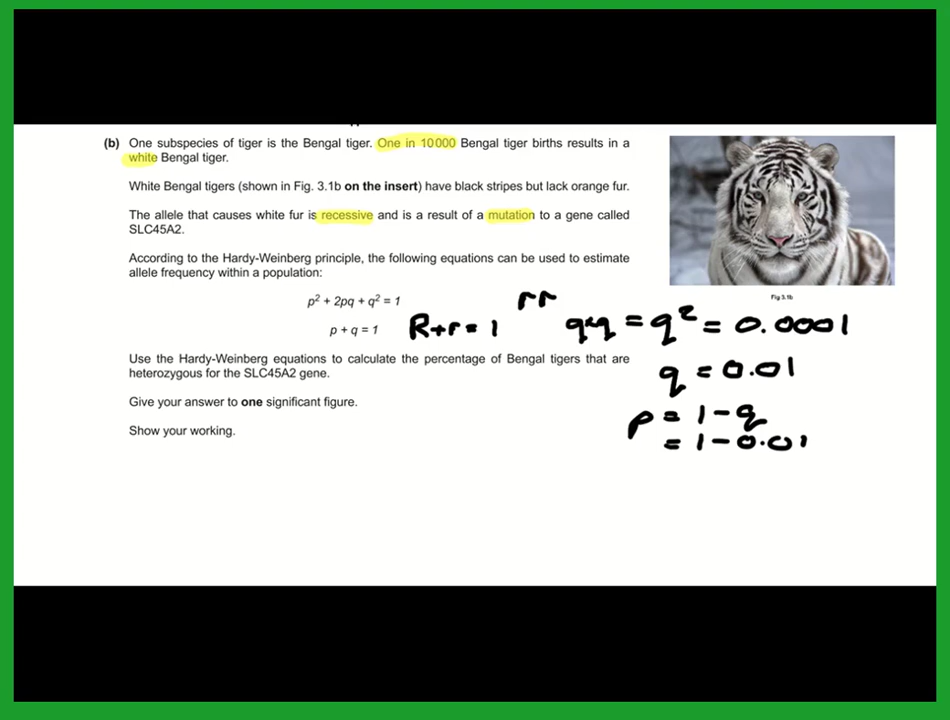 (b) One subspecies of tiger is the Bengal tiger. One in 10 000 Bengal tiger births results in a
white Bengal tiger.
White Bengal tigers (shown in Fig. 3.1b on the insert) have black stripes but lack orange fur.
The allele that causes white fur is recessive and is a result of a mutation to a gene called
SLC45A2.
According to the Hardy-Weinberg principle, the following equations can be used to estimate
allele frequency within a population:
p² + 2pq + q² = 1
p + q = 1
Use the Hardy-Weinberg equations to calculate the percentage of Bengal tigers that are
heterozygous for the SLC45A2 gene.
Give your answer to one significant figure.
Show your working.
Fig 3.1b
rr
R+r = 1
qq = q² = 0.0001
q = 0.01
p = 1 - q
= 1 - 0.01